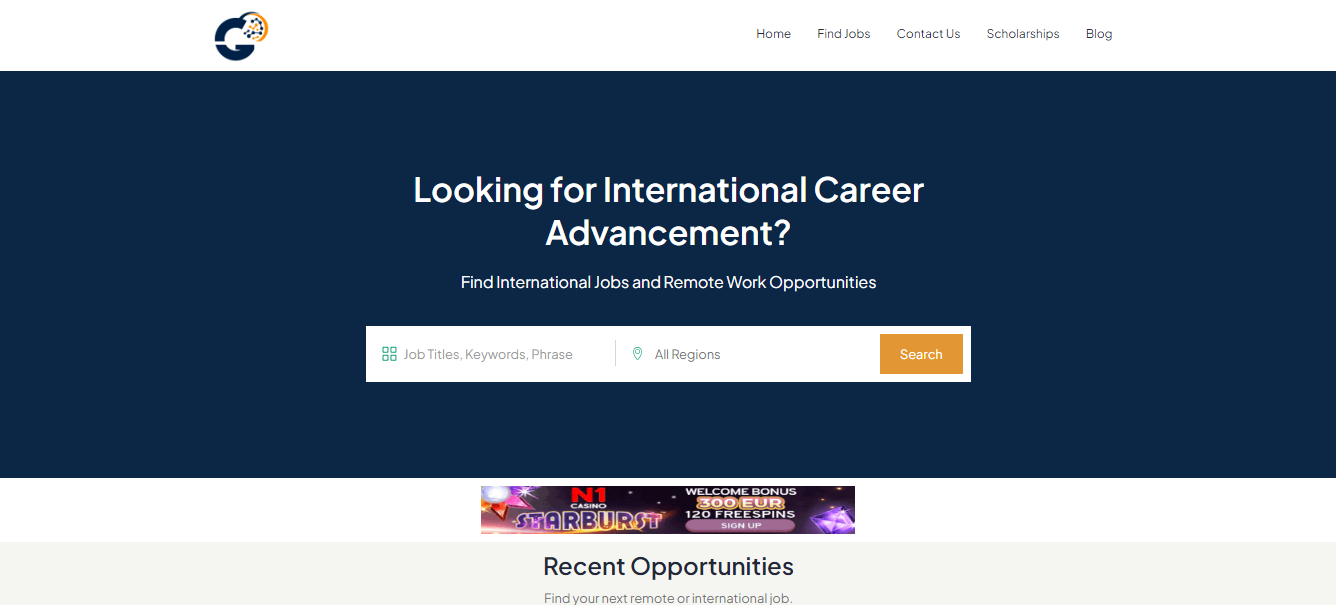 G
Home Find Jobs Contact Us Scholarships Blog
Looking for International Career
Advancement?
Find International Jobs and Remote Work Opportunities
Job Titles, Keywords, Phrase All Regions Search
N1
CASINO
STARBURST
WELCOME BONUS
300 EUR
120 FREESPINS
SIGN UP
Recent Opportunities
Find your next remote or international job.